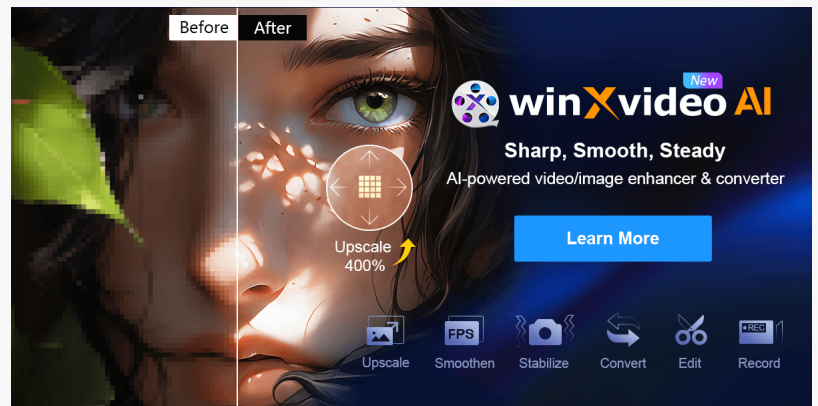 Before
After
New
winXvideo AI
Sharp, Smooth, Steady
AI-powered video/image enhancer & converter
Learn More
Upscale
400%
FPS
REC
Upscale
Smoothen
Stabilize
Convert
Edit
Record